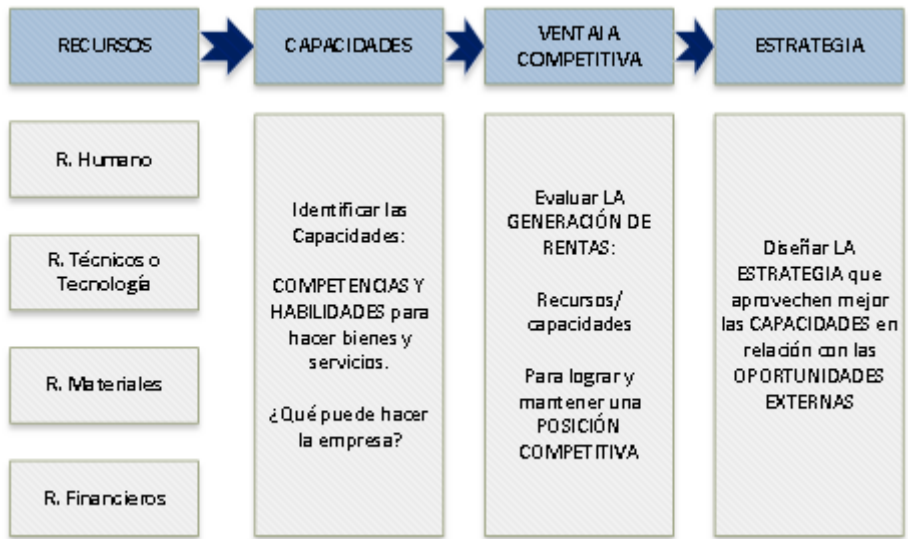 RECURSOS
CAPACIDADES
VENTAJA
COMPETITIVA
ESTRATEGIA
R. Humano
R. Técnicos o
Tecnología
R. Materiales
R. Financieros
Identificar las
Capacidades:
COMPETENCIAS Y
HABILIDADES para
hacer bienes y
servicios.
¿Qué puede hacer
la empresa?
Evaluar LA
GENERACIÓN DE
RENTAS:
Recursos/
capacidades
Para lograr y
mantener una
POSICIÓN
COMPETITIVA
Diseñar LA
ESTRATEGIA que
aprovechen mejor
las CAPACIDADES en
relación con las
OPORTUNIDADES
EXTERNAS